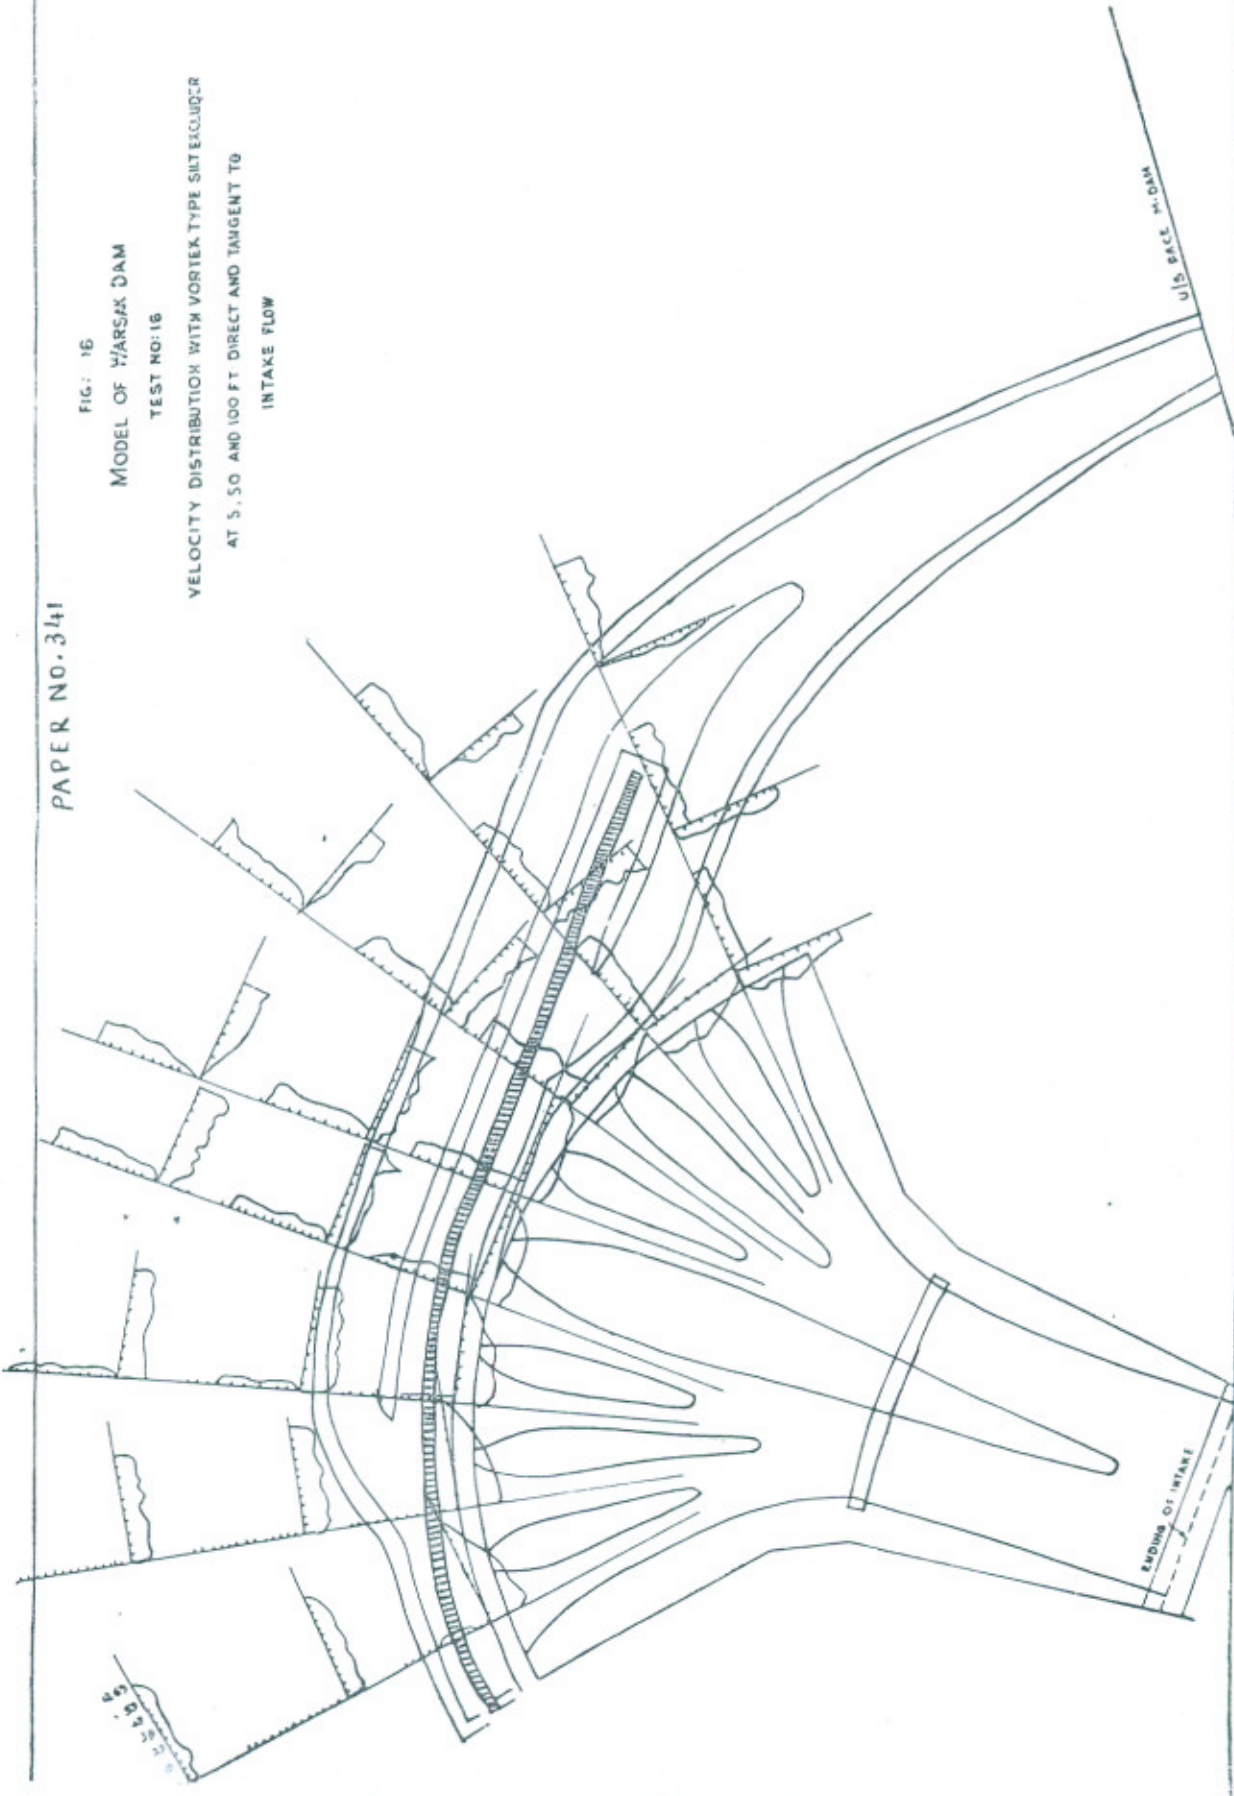 PAPER NO. 341
FIG: 16
MODEL OF WARSAK DAM
TEST NO: 16
VELOCITY DISTRIBUTION WITH VORTEX TYPE SILT EXCLUDER
AT 5, 50 AND 100 FT DIRECT AND TANGENT TO
INTAKE FLOW
U/S FACE M. DAM
ENDING OF INTAKE